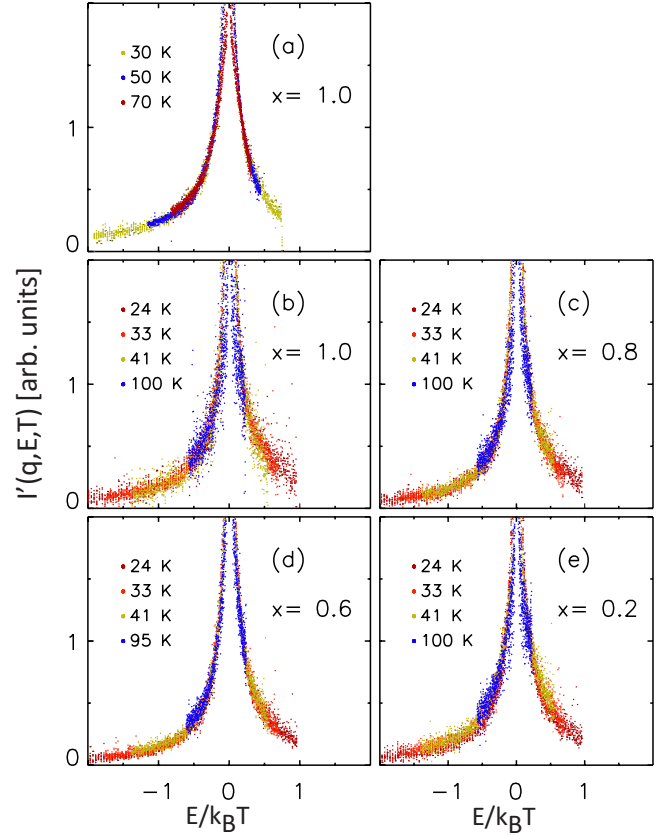 I'(q,E,T) [arb. units]
(a)
30 K
50 K
70 K
x= 1.0
1
0
(b)
24 K
33 K
41 K
100 K
x= 1.0
1
0
(c)
24 K
33 K
41 K
100 K
x= 0.8
(d)
24 K
33 K
41 K
95 K
x= 0.6
1
0
(e)
24 K
33 K
41 K
100 K
x= 0.2
−1 0 1
−1 0 1
E/kBT
E/kBT